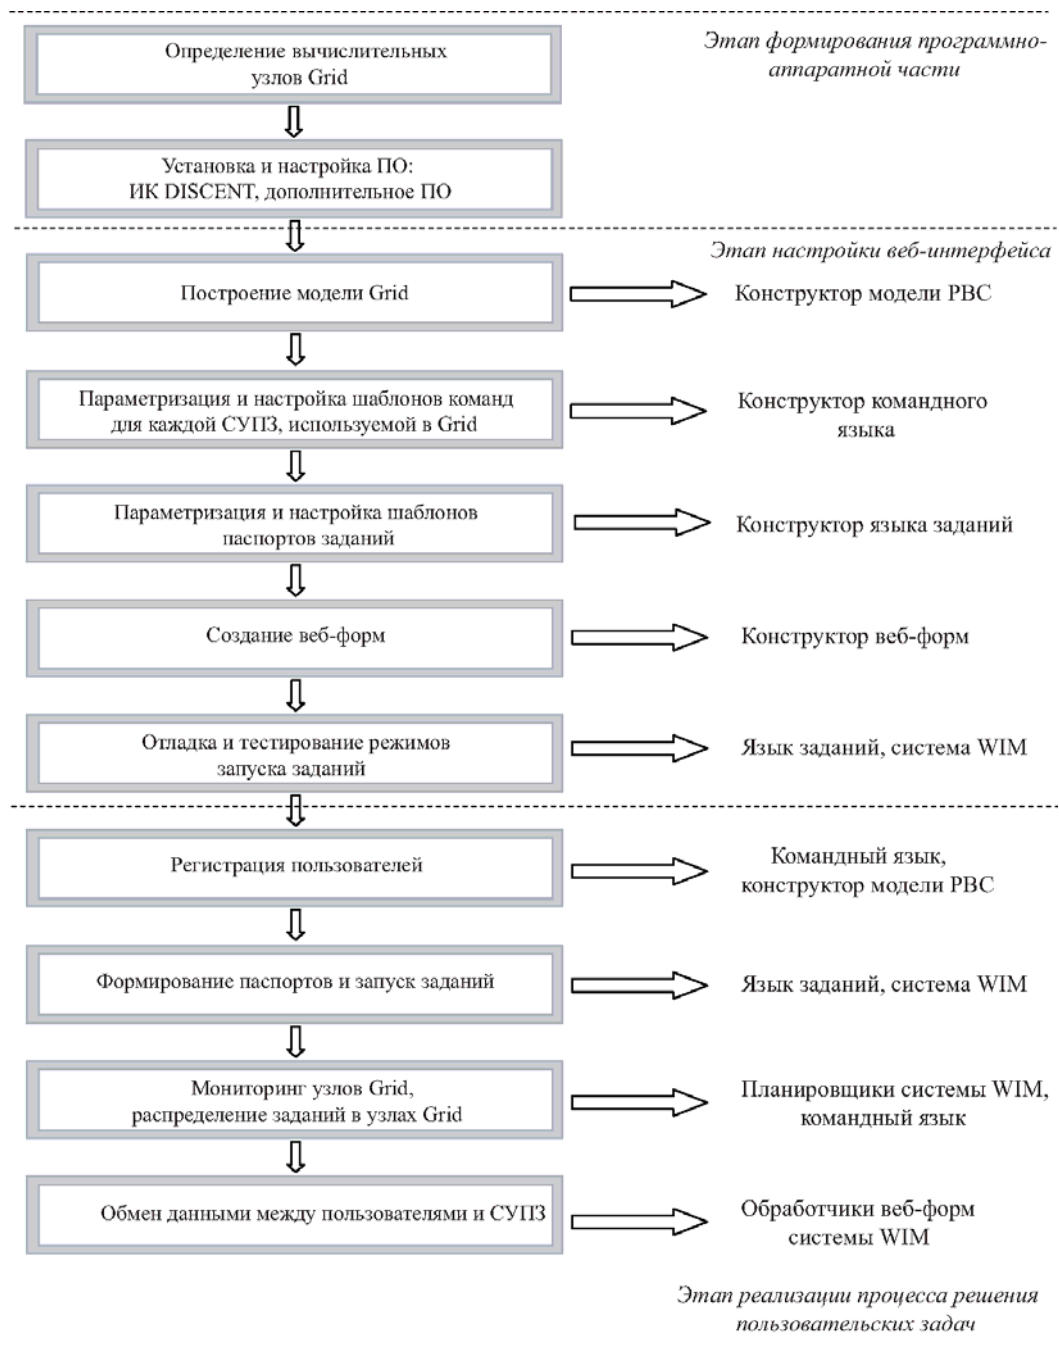 Определение вычислительных
узлов Grid
Этап формирования программно-
аппаратной части
Установка и настройка ПО:
ИК DISCENT, дополнительное ПО
Этап настройки веб-интерфейса
Построение модели Grid
Конструктор модели РВС
Параметризация и настройка шаблонов команд
для каждой СУПЗ, используемой в Grid
Конструктор командного
языка
Параметризация и настройка шаблонов
паспортов заданий
Конструктор языка заданий
Создание веб-форм
Конструктор веб-форм
Отладка и тестирование режимов
запуска заданий
Язык заданий, система WIM
Регистрация пользователей
Командный язык,
конструктор модели РВС
Формирование паспортов и запуск заданий
Язык заданий, система WIM
Мониторинг узлов Grid,
распределение заданий в узлах Grid
Планировщики системы WIM,
командный язык
Обмен данными между пользователями и СУПЗ
Обработчики веб-форм
системы WIM
Этап реализации процесса решения
пользовательских задач